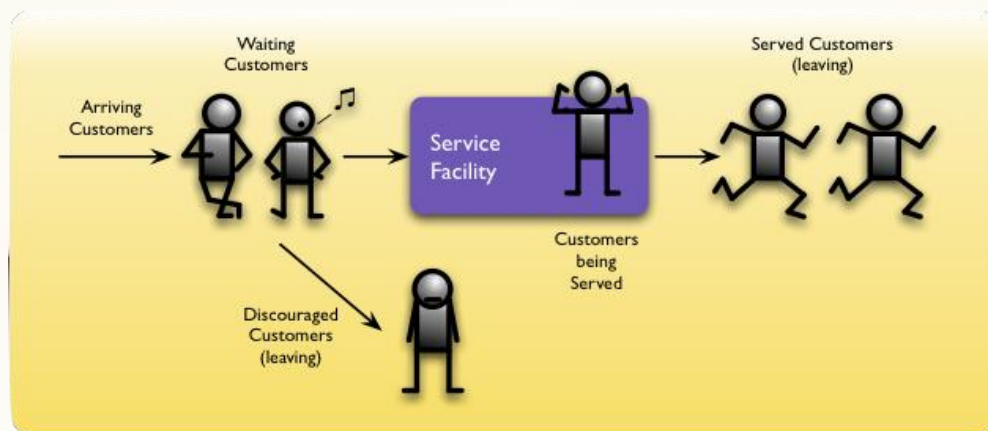 Waiting
Customers
Served Customers
(leaving)
Arriving
Customers
Service
Facility
Customers
being
Served
Discouraged
Customers
(leaving)